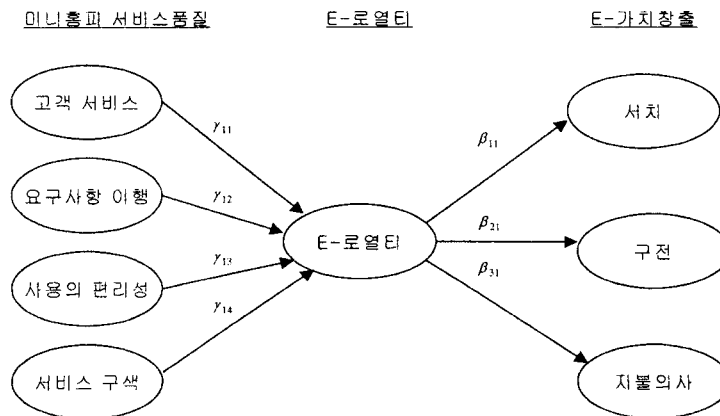 미니홈피 서비스품질
E-로열티
E-가치창출
고객 서비스
요구사항 이행
사용의 편리성
서비스 구색
γ11
γ12
γ13
γ14
E-로열티
β11
β21
β31
서치
구전
지불의사